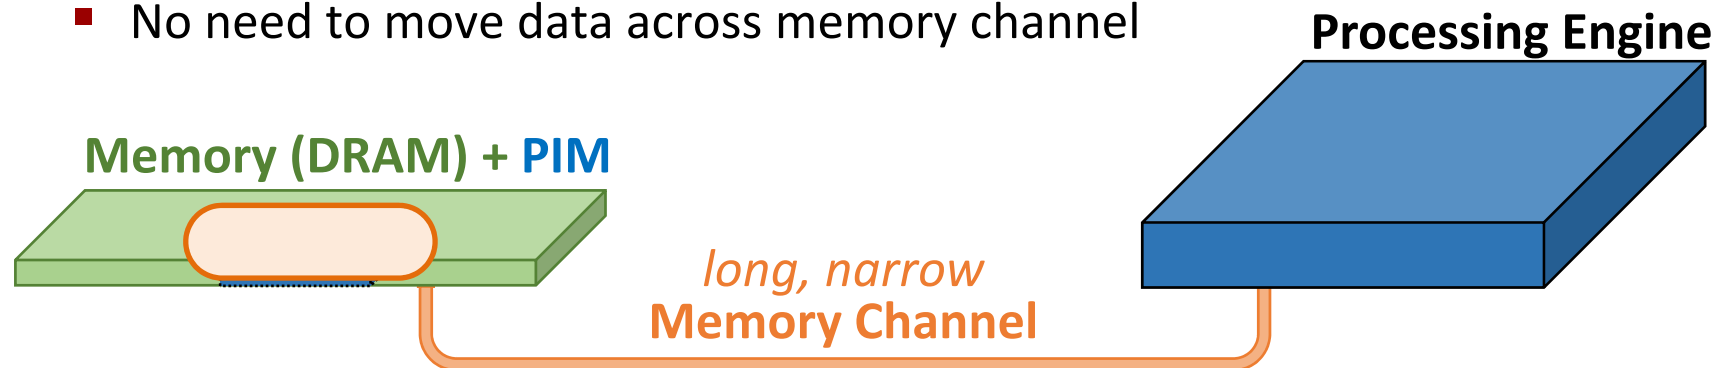 ▪ No need to move data across memory channel
Processing Engine
Memory (DRAM) + PIM
long, narrow
Memory Channel